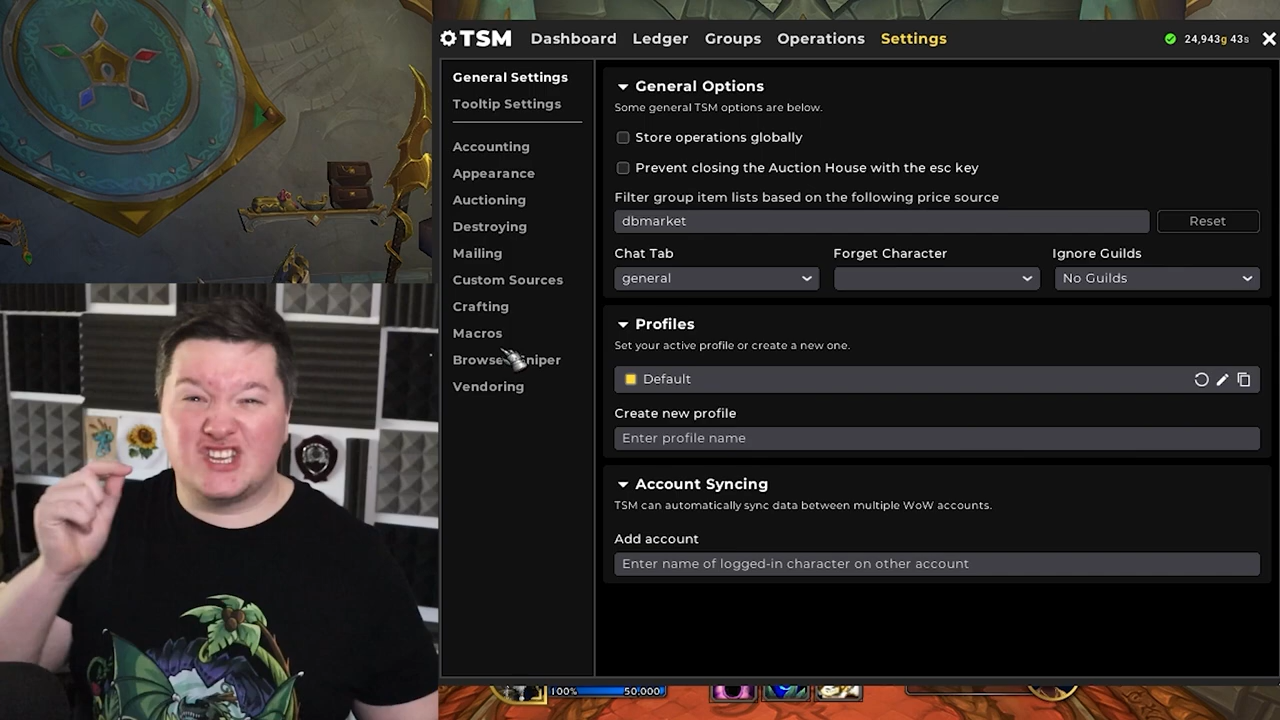 TSM Dashboard Ledger Groups Operations Settings 24,943g 43s
General Settings
Tooltip Settings
Accounting
Appearance
Auctioning
Destroying
Mailing
Custom Sources
Crafting
Macros
Browse Sniper
Vendoring
General Options
Some general TSM options are below.
Store operations globally
Prevent closing the Auction House with the esc key
Filter group item lists based on the following price source
dbmarket Reset
Chat Tab Forget Character Ignore Guilds
general No Guilds
Profiles
Set your active profile or create a new one.
Default
Create new profile
Enter profile name
Account Syncing
TSM can automatically sync data between multiple WoW accounts.
Add account
Enter name of logged-in character on other account
100% 50,000